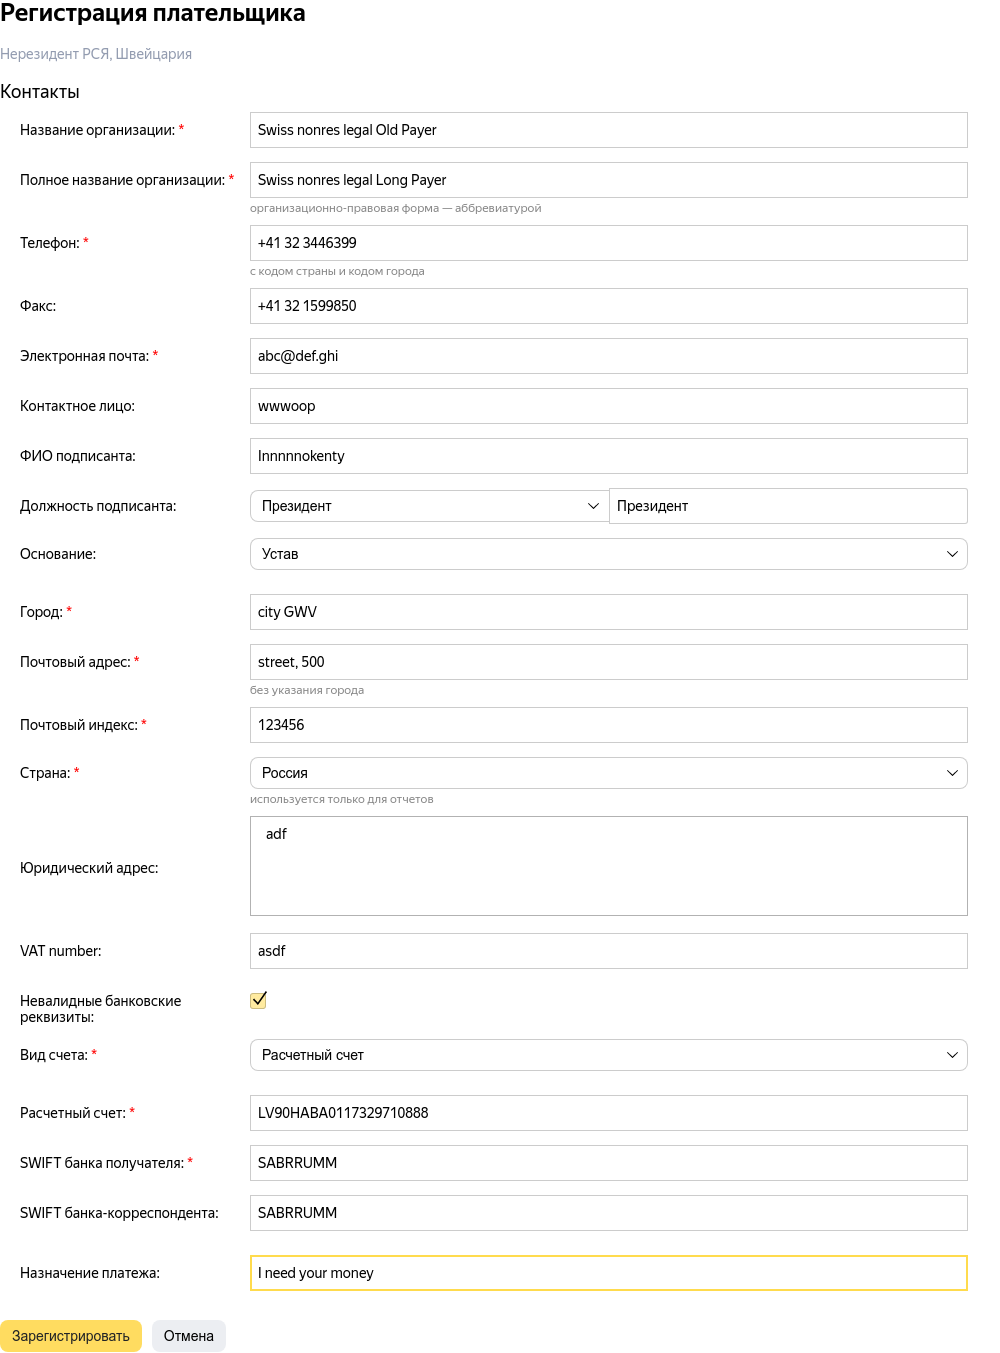 Регистрация плательщика
Нерезидент РСЯ, Швейцария
Контакты
Название организации: * Swiss nonres legal Old Payer
Полное название организации: * Swiss nonres legal Long Payer
организационно-правовая форма — аббревиатурой
Телефон: * +41 32 3446399
с кодом страны и кодом города
Факс: +41 32 1599850
Электронная почта: * abc@def.ghi
Контактное лицо: wwwoop
ФИО подписанта: Innnnnokenty
Должность подписанта: Президент Президент
Основание: Устав
Город: * city GWV
Почтовый адрес: * street, 500
без указания города
Почтовый индекс: * 123456
Страна: * Россия
используется только для отчетов
adf
Юридический адрес:
VAT number: asdf
Невалидные банковские
реквизиты:
Вид счета: * Расчетный счет
Расчетный счет: * LV90HABA0117329710888
SWIFT банка получателя: * SABRRUMM
SWIFT банка-корреспондента: SABRRUMM
Назначение платежа: I need your money
Зарегистрировать Отмена